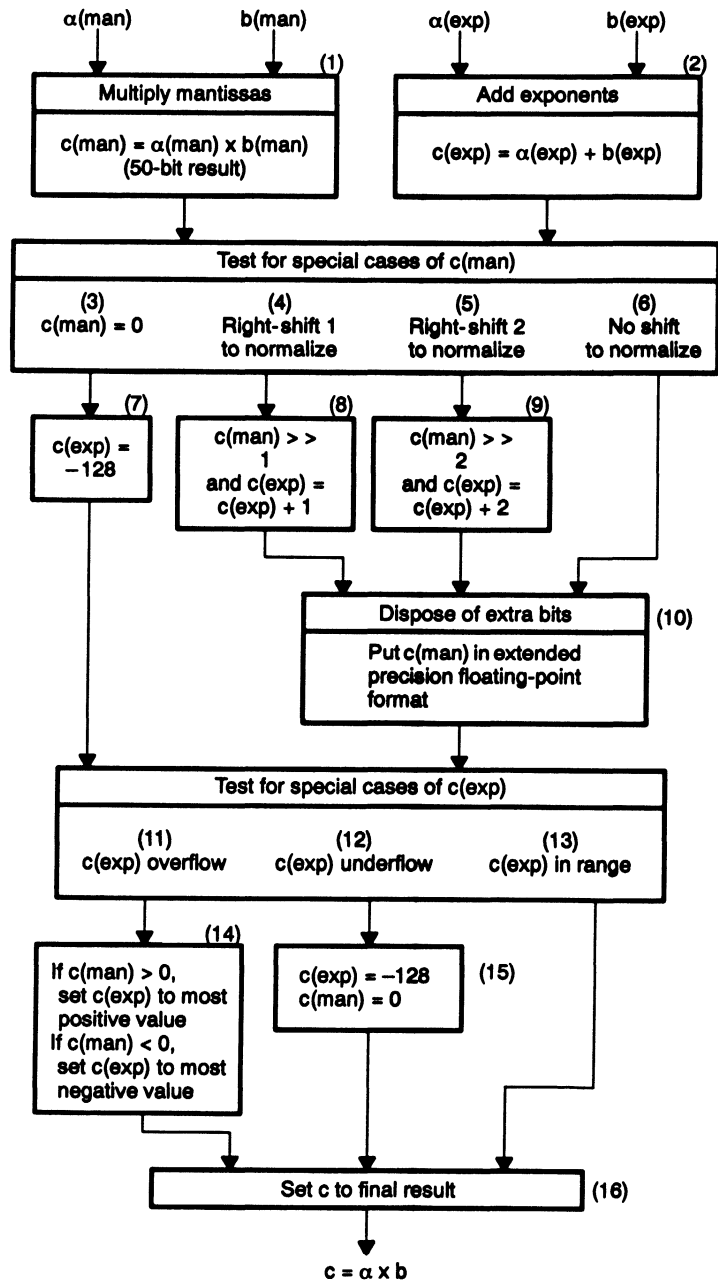 α(man) b(man) α(exp) b(exp)
(1) (2)
Multiply mantissas
c(man) = α(man) x b(man)
(50-bit result)
Add exponents
c(exp) = α(exp) + b(exp)
Test for special cases of c(man)
(3)
c(man) = 0
(4)
Right-shift 1
to normalize
(5)
Right-shift 2
to normalize
(6)
No shift
to normalize
(7)
c(exp) =
−128
(8)
c(man) > >
1
and c(exp) =
c(exp) + 1
(9)
c(man) > >
2
and c(exp) =
c(exp) + 2
Dispose of extra bits
(10)
Put c(man) in extended
precision floating-point
format
Test for special cases of c(exp)
(11)
c(exp) overflow
(12)
c(exp) underflow
(13)
c(exp) in range
(14)
If c(man) > 0,
set c(exp) to most
positive value
If c(man) < 0,
set c(exp) to most
negative value
c(exp) = −128
c(man) = 0
(15)
Set c to final result
(16)
c = α x b